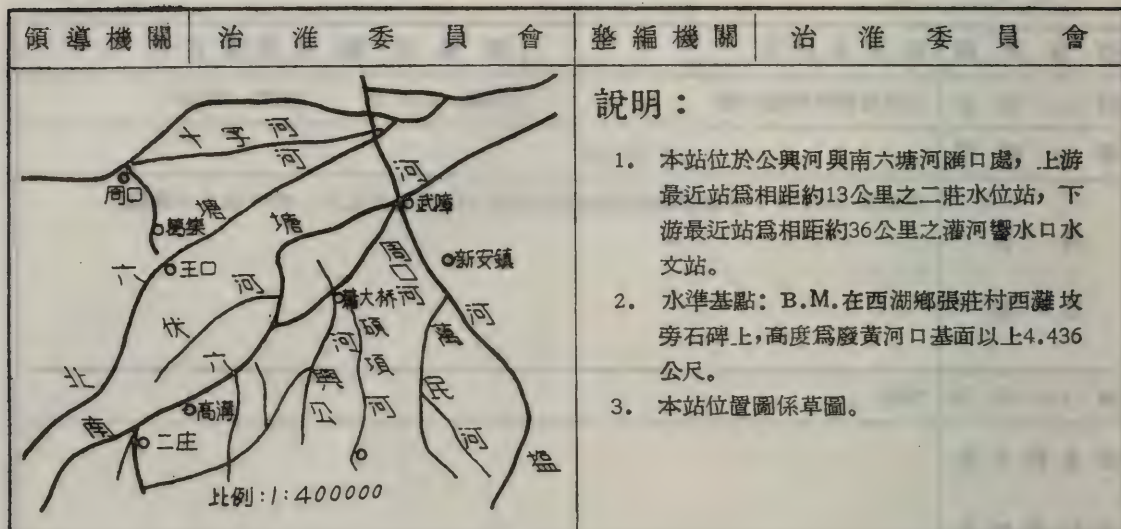 領導機關 治淮委員會 整編機關 治淮委員會
說明：
1. 本站位於公興河與南六塘河匯口處，上游
最近站爲相距約13公里之二莊水位站，下
游最近站爲相距約36公里之灌河響水口水
文站。
2. 水準基點：B.M.在西湖鄉張莊村西灘坟
旁石碑上，高度爲廢黃河口基面以上4.436
公尺。
3. 本站位置圖係草圖。
十字河
周口
北六塘河
王口
武障河
新安鎮
周口河
大桥
南六塘河
高溝
二庄
公興河
碩項河
萬民河
盐河
比例:1:400000